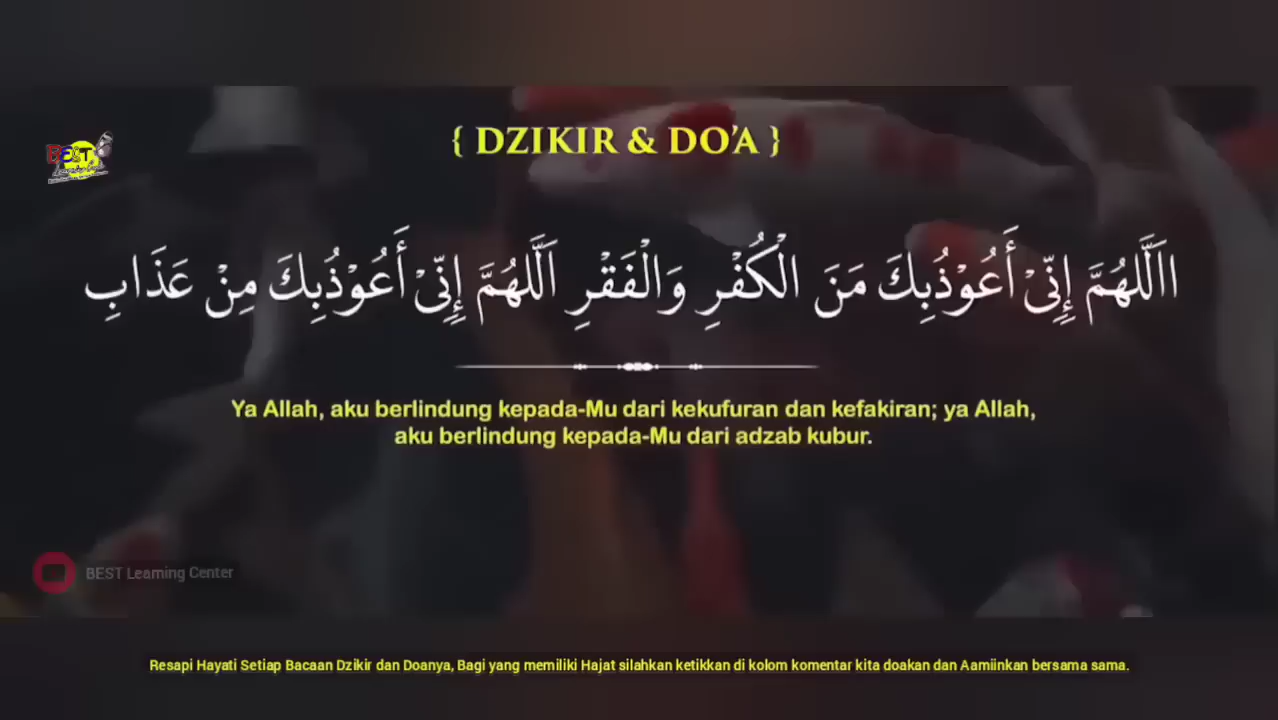 { DZIKIR & DO'A }
BEST
ااَللَّهُمَّ إِنِّيْ أَعُوْذُبِكَ مَنَ الْكُفْرِ وَالْفَقْرِ اَللَّهُمَّ إِنِّيْ أَعُوْذُبِكَ مِنْ عَذَابِ
Ya Allah, aku berlindung kepada-Mu dari kekufuran dan kefakiran; ya Allah,
aku berlindung kepada-Mu dari adzab kubur.
BEST Learning Center
Resapi Hayati Setiap Bacaan Dzikir dan Doanya, Bagi yang memiliki Hajat silahkan ketikkan di kolom komentar kita doakan dan Aamiinkan bersama sama.